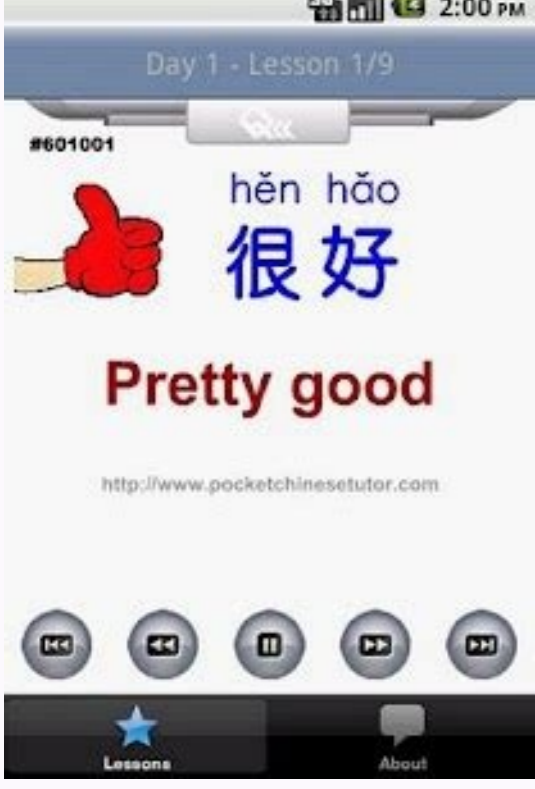 2:00 PM
Day 1 - Lesson 1/9
#601001
hěn hǎo
很好
Pretty good
http://www.pocketchinesetutor.com
Lessons
About